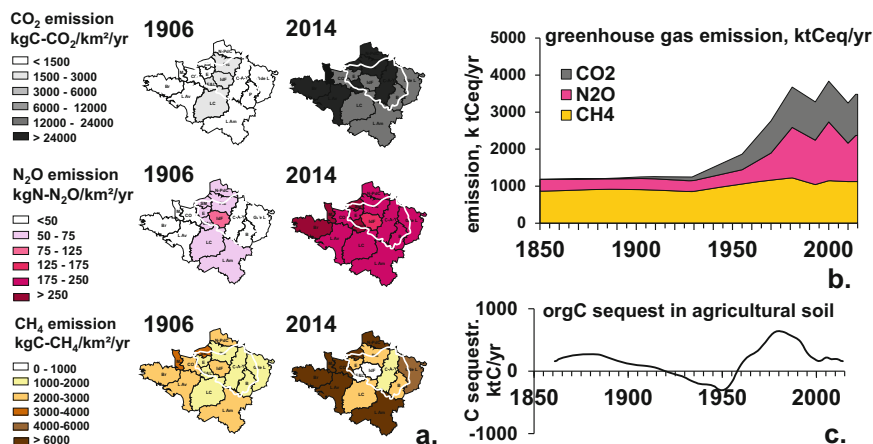 CO₂ emission
kgC-CO₂/km²/yr
< 1500
1500 - 3000
3000 - 6000
6000 - 12000
12000 - 24000
> 24000
1906
2014
N₂O emission
kgN-N₂O/km²/yr
<50
50 - 75
75 - 125
125 - 175
175 - 250
> 250
1906
2014
CH₄ emission
kgC-CH₄/km²/yr
0 - 1000
1000-2000
2000-3000
3000-4000
4000-6000
> 6000
1906
2014
a.
greenhouse gas emission, ktCeq/yr
emission, k tCeq/yr
5000
4000
3000
2000
1000
0
CO2
N2O
CH4
1850
1900
1950
2000
b.
orgC sequest in agricultural soil
C sequestr.
ktC/yr
1000
0
-1000
1850
1900
1950
2000
c.